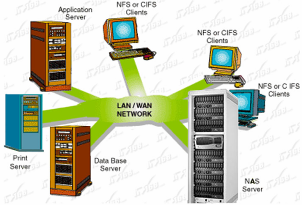 Application
Server
NFS or CIFS
Clients
NFS or CIFS
Clients
NFS or C IFS
Clients
LAN / WAN
NETWORK
Print
Server
Data Base
Server
NAS
Server